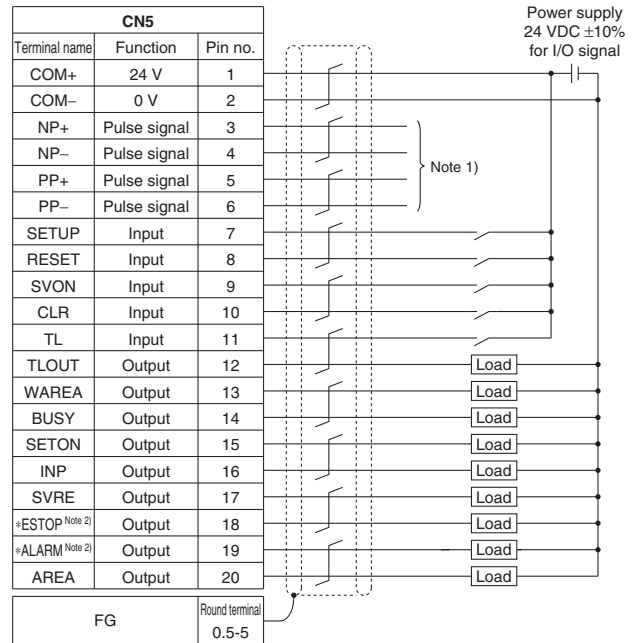 Power supply
24 VDC ±10%
for I/O signal
CN5
Terminal name Function Pin no.
COM+ 24 V 1
COM− 0 V 2
NP+ Pulse signal 3
NP− Pulse signal 4
PP+ Pulse signal 5
PP− Pulse signal 6
Note 1)
SETUP Input 7
RESET Input 8
SVON Input 9
CLR Input 10
TL Input 11
TLOUT Output 12 Load
WAREA Output 13 Load
BUSY Output 14 Load
SETON Output 15 Load
INP Output 16 Load
SVRE Output 17 Load
∗ESTOP Note 2) Output 18 Load
∗ALARM Note 2) Output 19 Load
AREA Output 20 Load
FG Round terminal
0.5-5